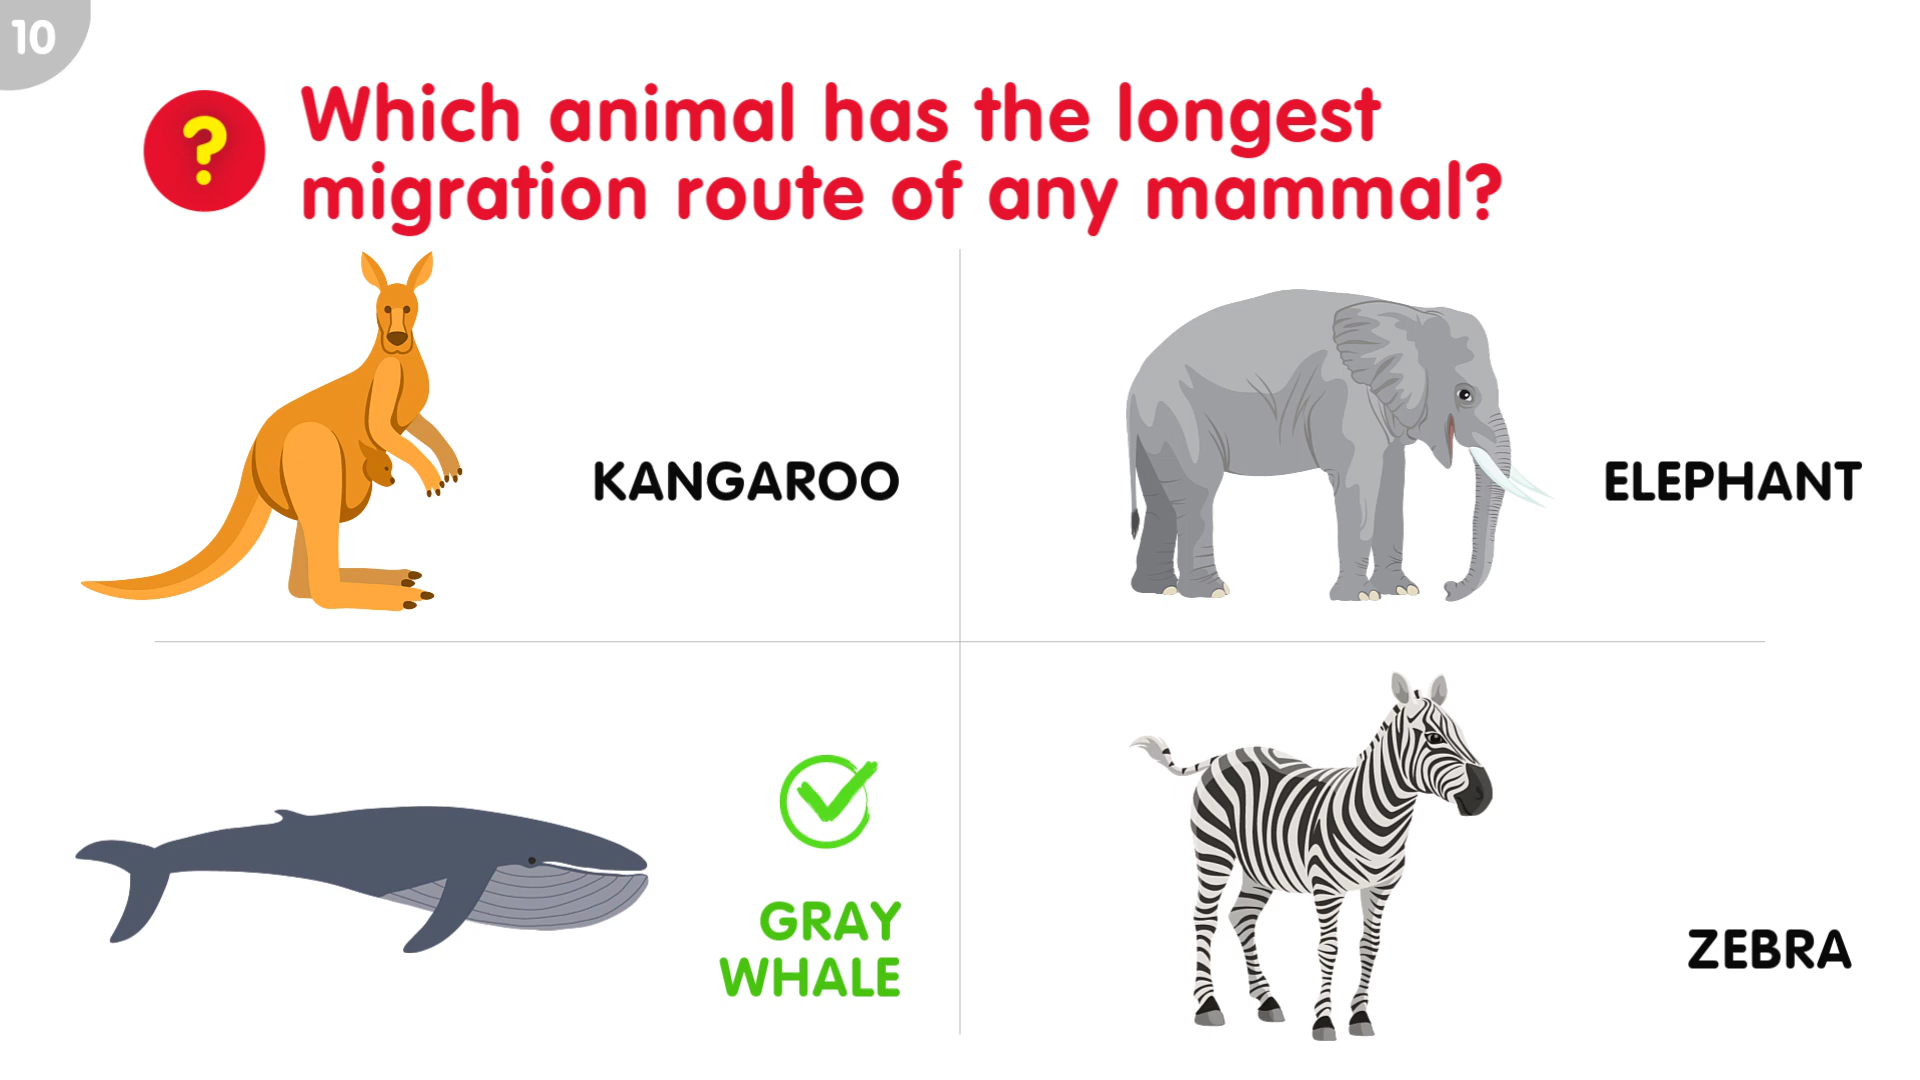 10
?
Which animal has the longest
migration route of any mammal?
KANGAROO
ELEPHANT
GRAY
WHALE
ZEBRA